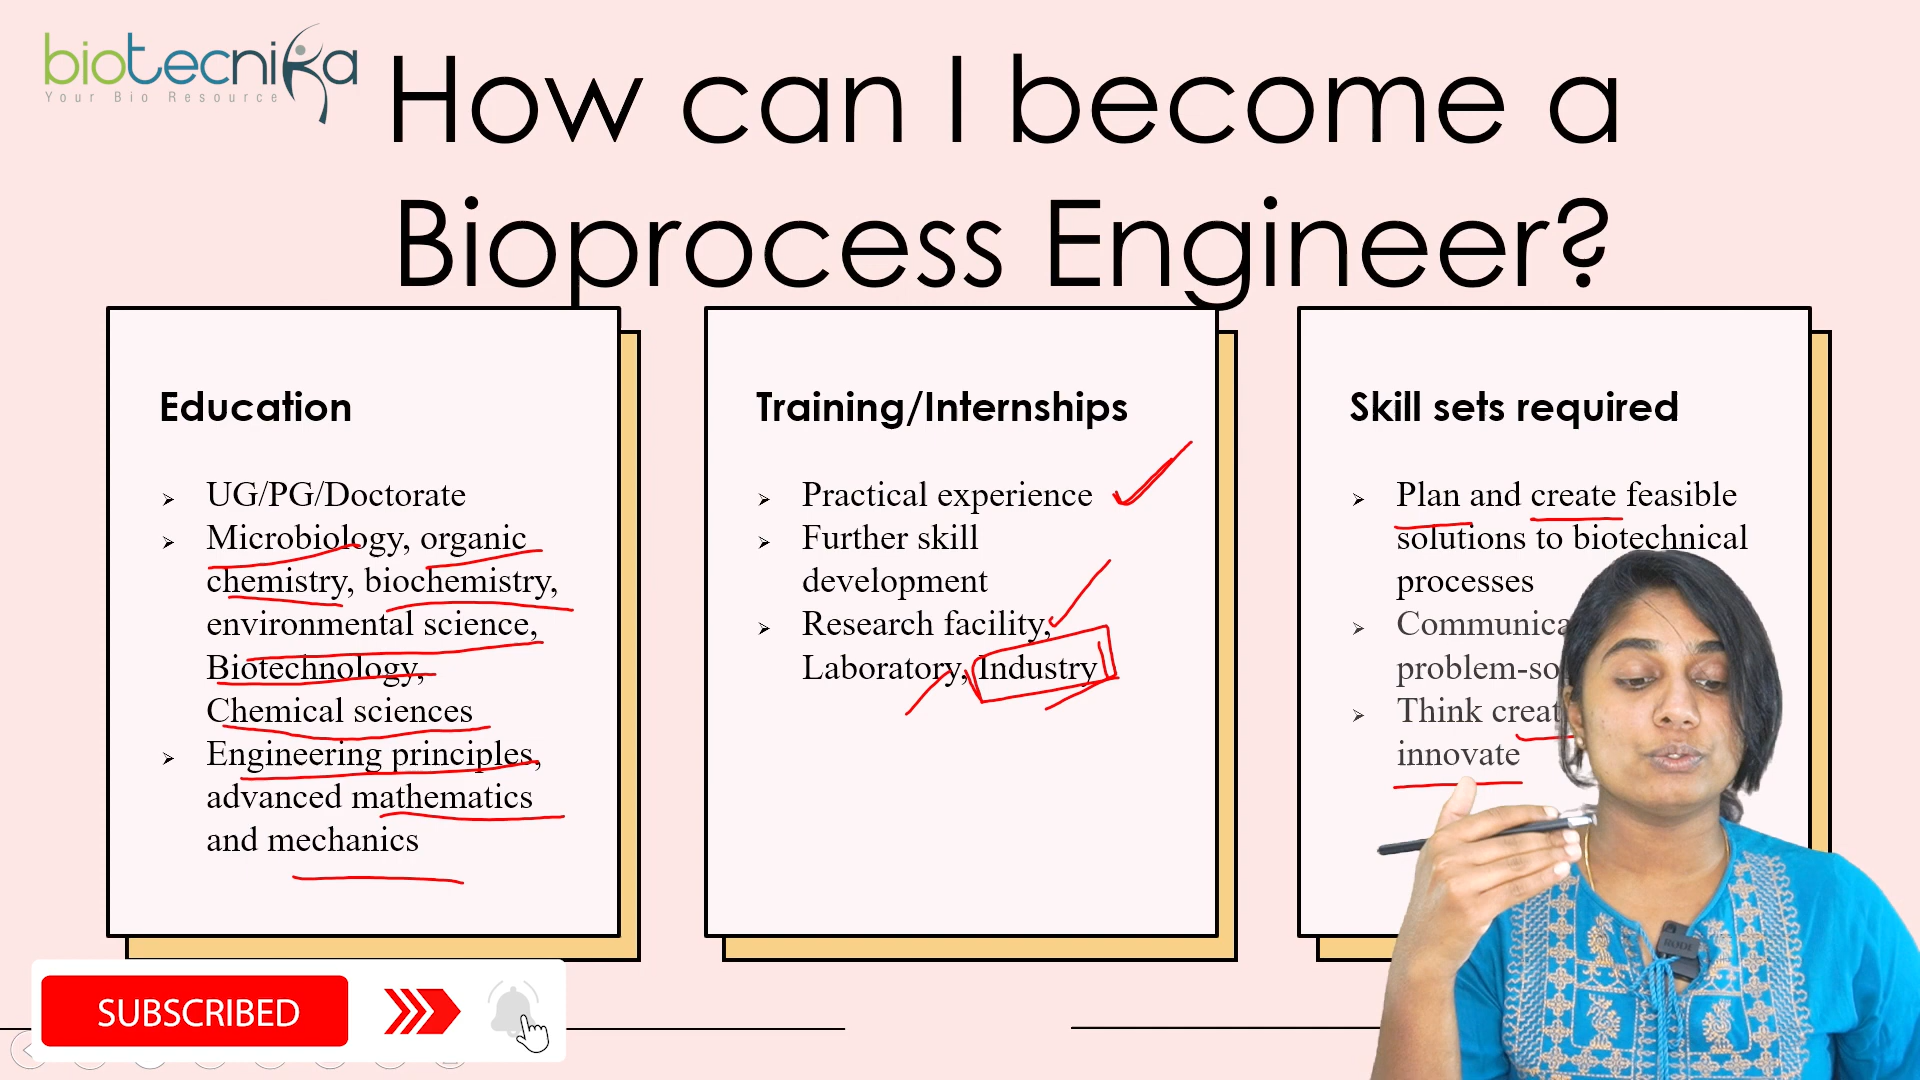 biotecnika
Your Bio Resource
How can I become a
Bioprocess Engineer?
Education
UG/PG/Doctorate
Microbiology, organic
chemistry, biochemistry,
environmental science,
Biotechnology,
Chemical sciences
Engineering principles,
advanced mathematics
and mechanics
Training/Internships
Practical experience
Further skill
development
Research facility,
Laboratory, Industry
Skill sets required
Plan and create feasible
solutions to biotechnical
processes
Think
innovate
RODE
SUBSCRIBED